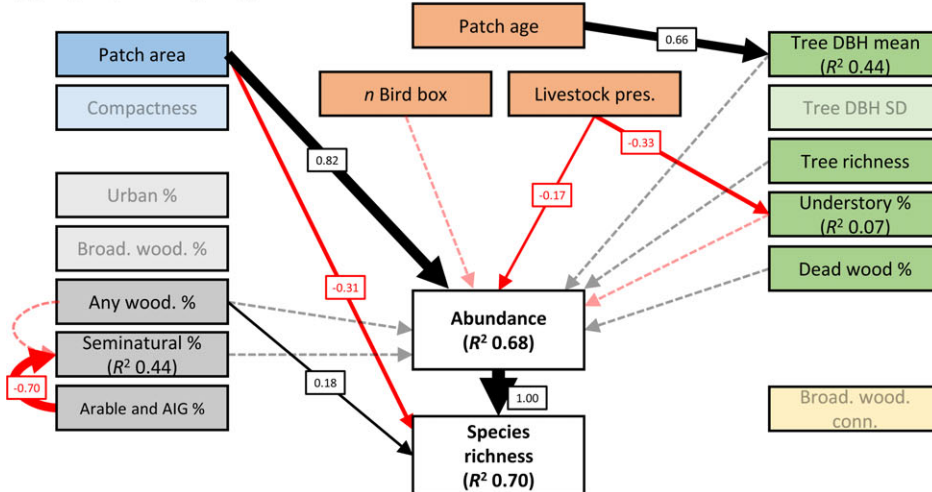 Patch age
Patch area
0.66
Tree DBH mean
(R² 0.44)
Compactness
n Bird box
Livestock pres.
Tree DBH SD
0.82
-0.33
Tree richness
Urban %
-0.17
Understory %
(R² 0.07)
Broad. wood. %
Dead wood %
Any wood. %
-0.31
Abundance
(R² 0.68)
Seminatural %
(R² 0.44)
-0.70
0.18
1.00
Arable and AIG %
Broad. wood.
conn.
Species
richness
(R² 0.70)